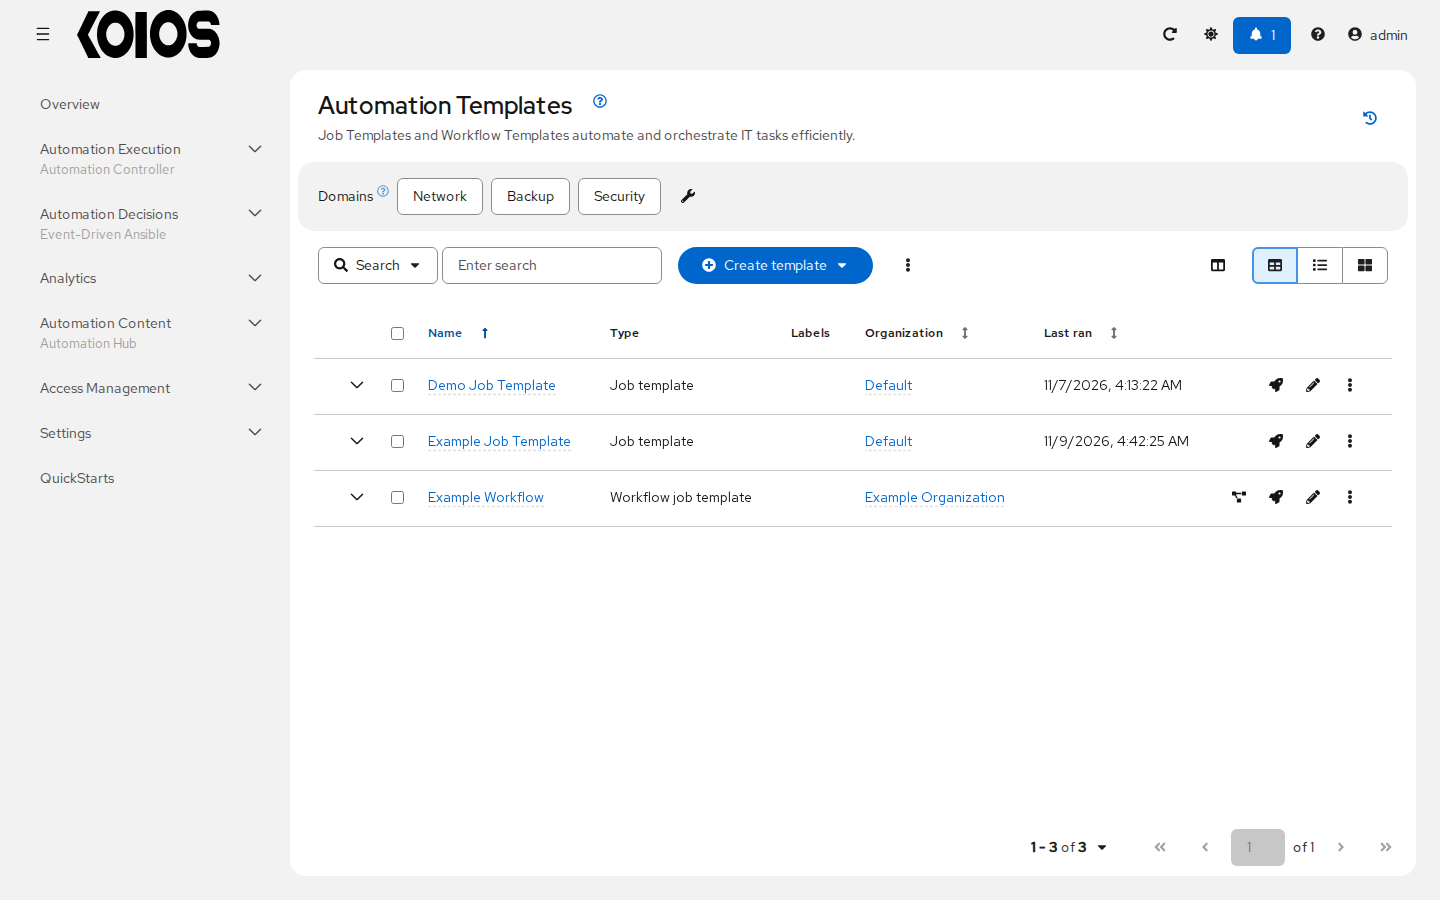 KOIOS
1
admin
Overview
Automation Execution
Automation Controller
Automation Decisions
Event-Driven Ansible
Analytics
Automation Content
Automation Hub
Access Management
Settings
QuickStarts
Automation Templates
Job Templates and Workflow Templates automate and orchestrate IT tasks efficiently.
Domains Network Backup Security
Search Enter search Create template
Name Type Labels Organization Last ran
Demo Job Template Job template Default 11/7/2026, 4:13:22 AM
Example Job Template Job template Default 11/9/2026, 4:42:25 AM
Example Workflow Workflow job template Example Organization
1 - 3 of 3 1 of 1